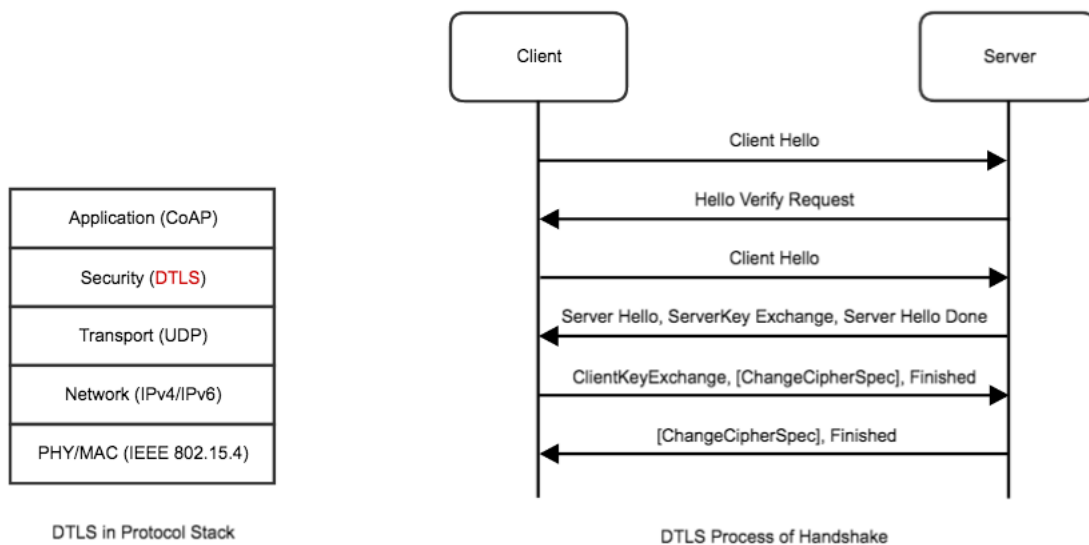 Client
Server
Client Hello
Hello Verify Request
Client Hello
Server Hello, ServerKey Exchange, Server Hello Done
ClientKeyExchange, [ChangeCipherSpec], Finished
[ChangeCipherSpec], Finished
DTLS Process of Handshake
Application (CoAP)
Security (DTLS)
Transport (UDP)
Network (IPv4/IPv6)
PHY/MAC (IEEE 802.15.4)
DTLS in Protocol Stack